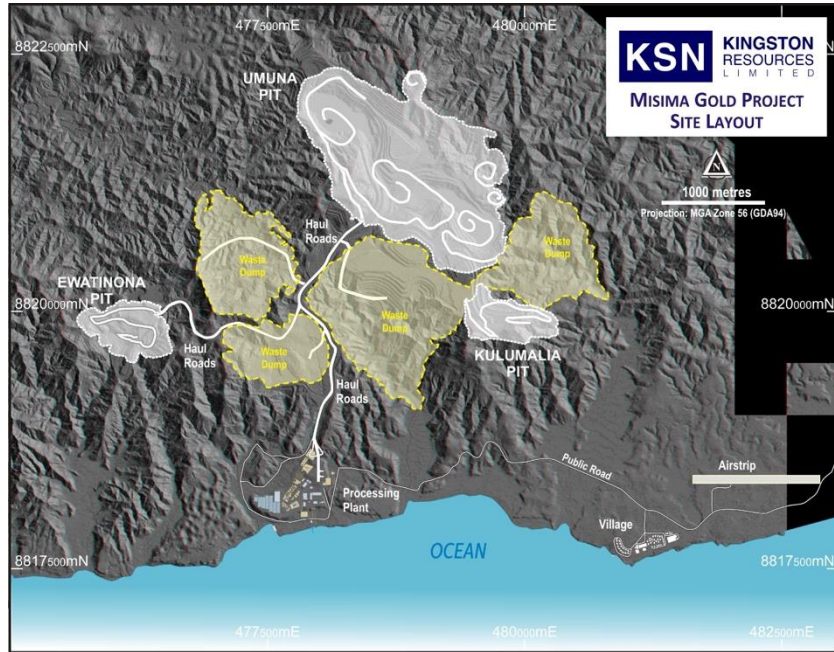 477500mE
480000mE
8822500mN
KSN
KINGSTON
RESOURCES
LIMITED
MISIMA GOLD PROJECT
SITE LAYOUT
UMUNA
PIT
N
1000 metres
Projection: MGA Zone 56 (GDA94)
Haul
Roads
Waste
Dump
Waste
Dump
EWATINONA
PIT
8820000mN
8820000mN
Waste
Dump
Haul
Roads
Waste
Dump
KULUMALIA
PIT
Haul
Roads
Public Road
Airstrip
Processing
Plant
Village
OCEAN
8817500mN
8817500mN
477500mE
480000mE
482500mE